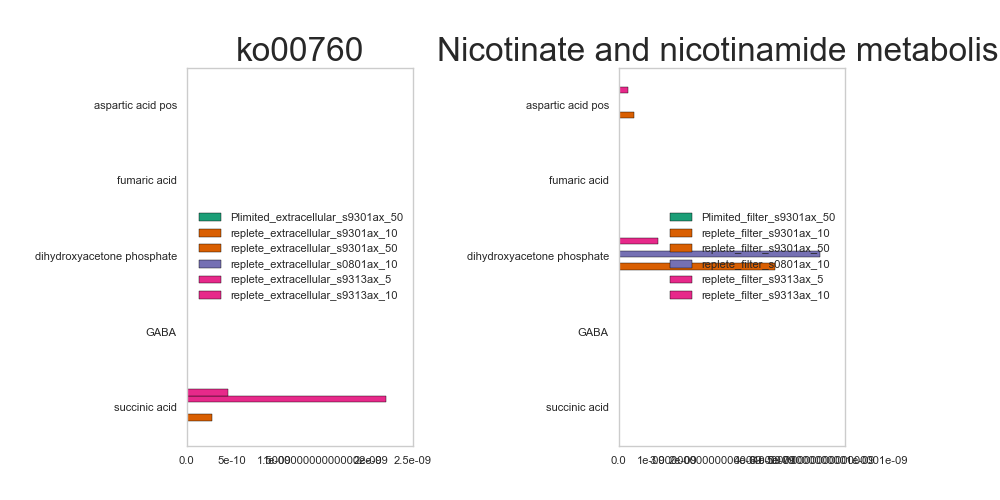 ko00760
Nicotinate and nicotinamide metabolis
aspartic acid pos
fumaric acid
dihydroxyacetone phosphate
GABA
succinic acid
Plimited_extracellular_s9301ax_50
replete_extracellular_s9301ax_10
replete_extracellular_s9301ax_50
replete_extracellular_s0801ax_10
replete_extracellular_s9313ax_5
replete_extracellular_s9313ax_10
0.0
5e-10
2.5e-09
aspartic acid pos
fumaric acid
dihydroxyacetone phosphate
GABA
succinic acid
Plimited_filter_s9301ax_50
replete_filter_s9301ax_10
replete_filter_s9301ax_50
replete_filter_s0801ax_10
replete_filter_s9313ax_5
replete_filter_s9313ax_10
0.0